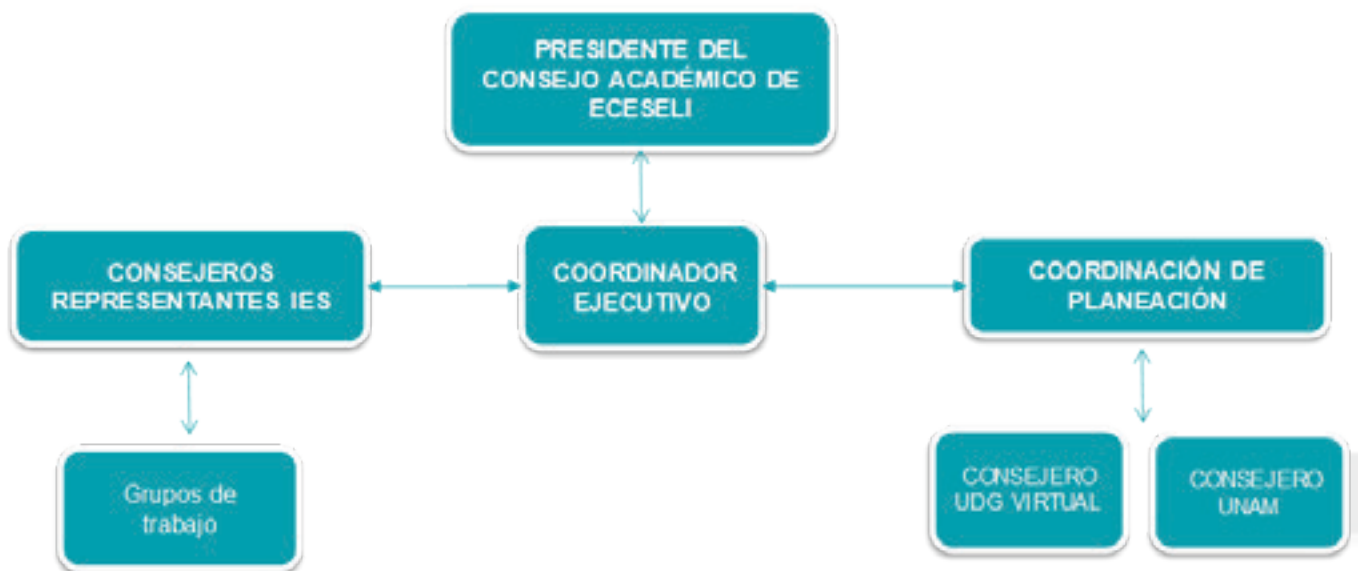 PRESIDENTE DEL
CONSEJO ACADÉMICO DE
ECESELI
CONSEJEROS
REPRESENTANTES IES
COORDINADOR
EJECUTIVO
COORDINACIÓN DE
PLANEACIÓN
Grupos de
trabajo
CONSEJERO
UDG VIRTUAL
CONSEJERO
UNAM